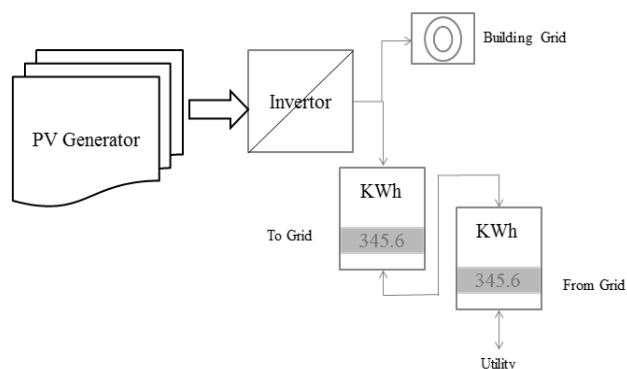 Building Grid
PV Generator
Invertor
KWh
To Grid
345.6
KWh
345.6
From Grid
Utility